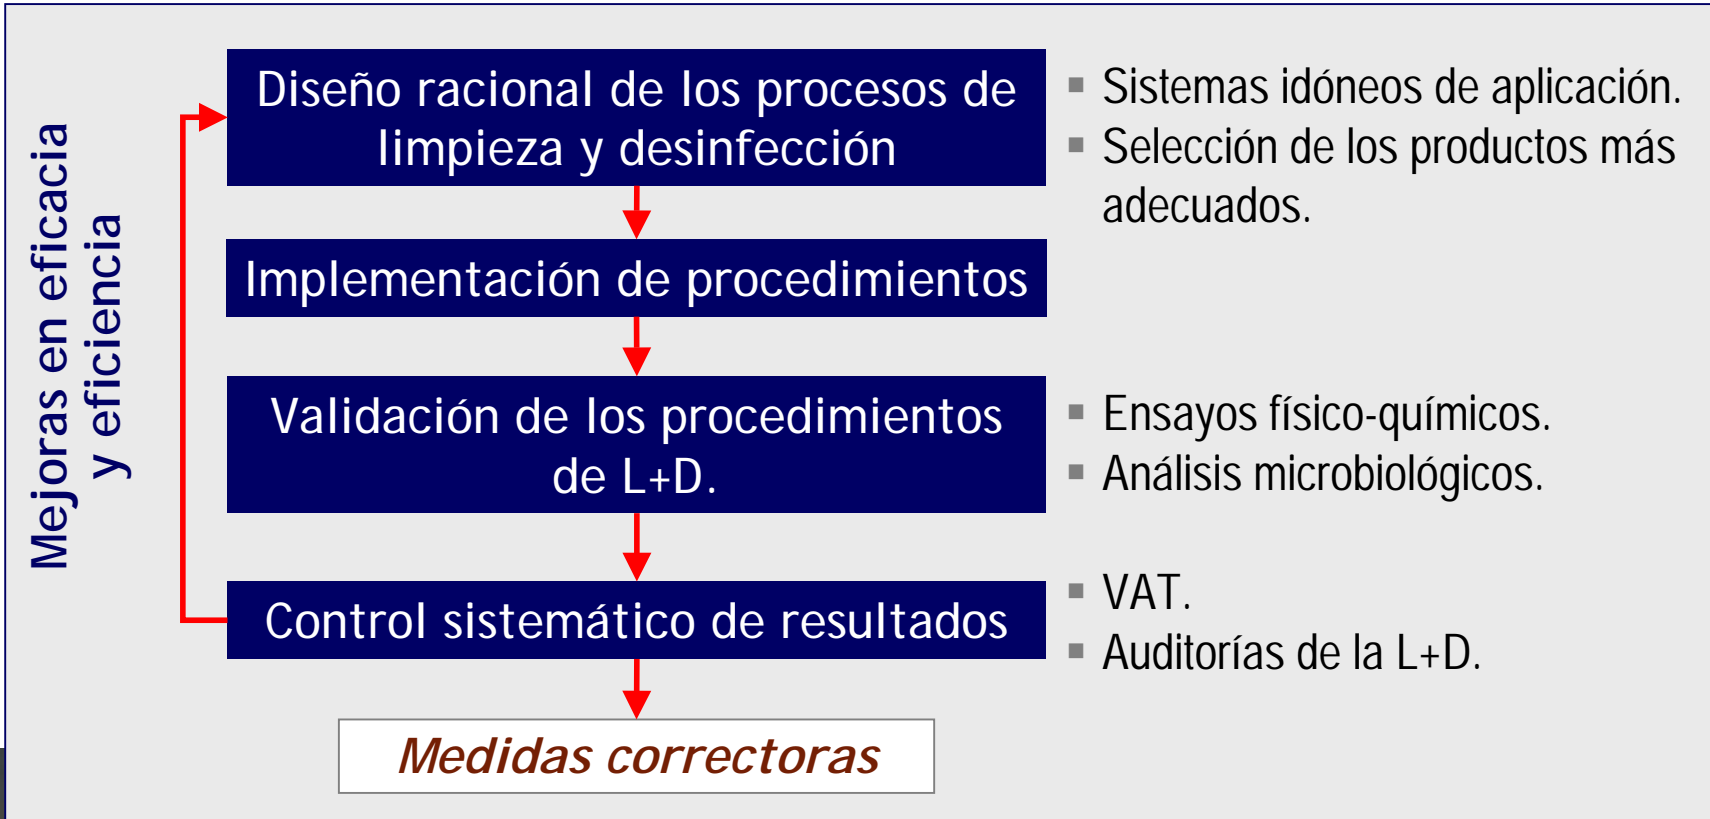 Mejoras en eficacia
y eficiencia
Diseño racional de los procesos de
limpieza y desinfección
▪ Sistemas idóneos de aplicación.
▪ Selección de los productos más
adecuados.
Implementación de procedimientos
Validación de los procedimientos
de L+D.
▪ Ensayos físico-químicos.
▪ Análisis microbiológicos.
Control sistemático de resultados
▪ VAT.
▪ Auditorías de la L+D.
Medidas correctoras